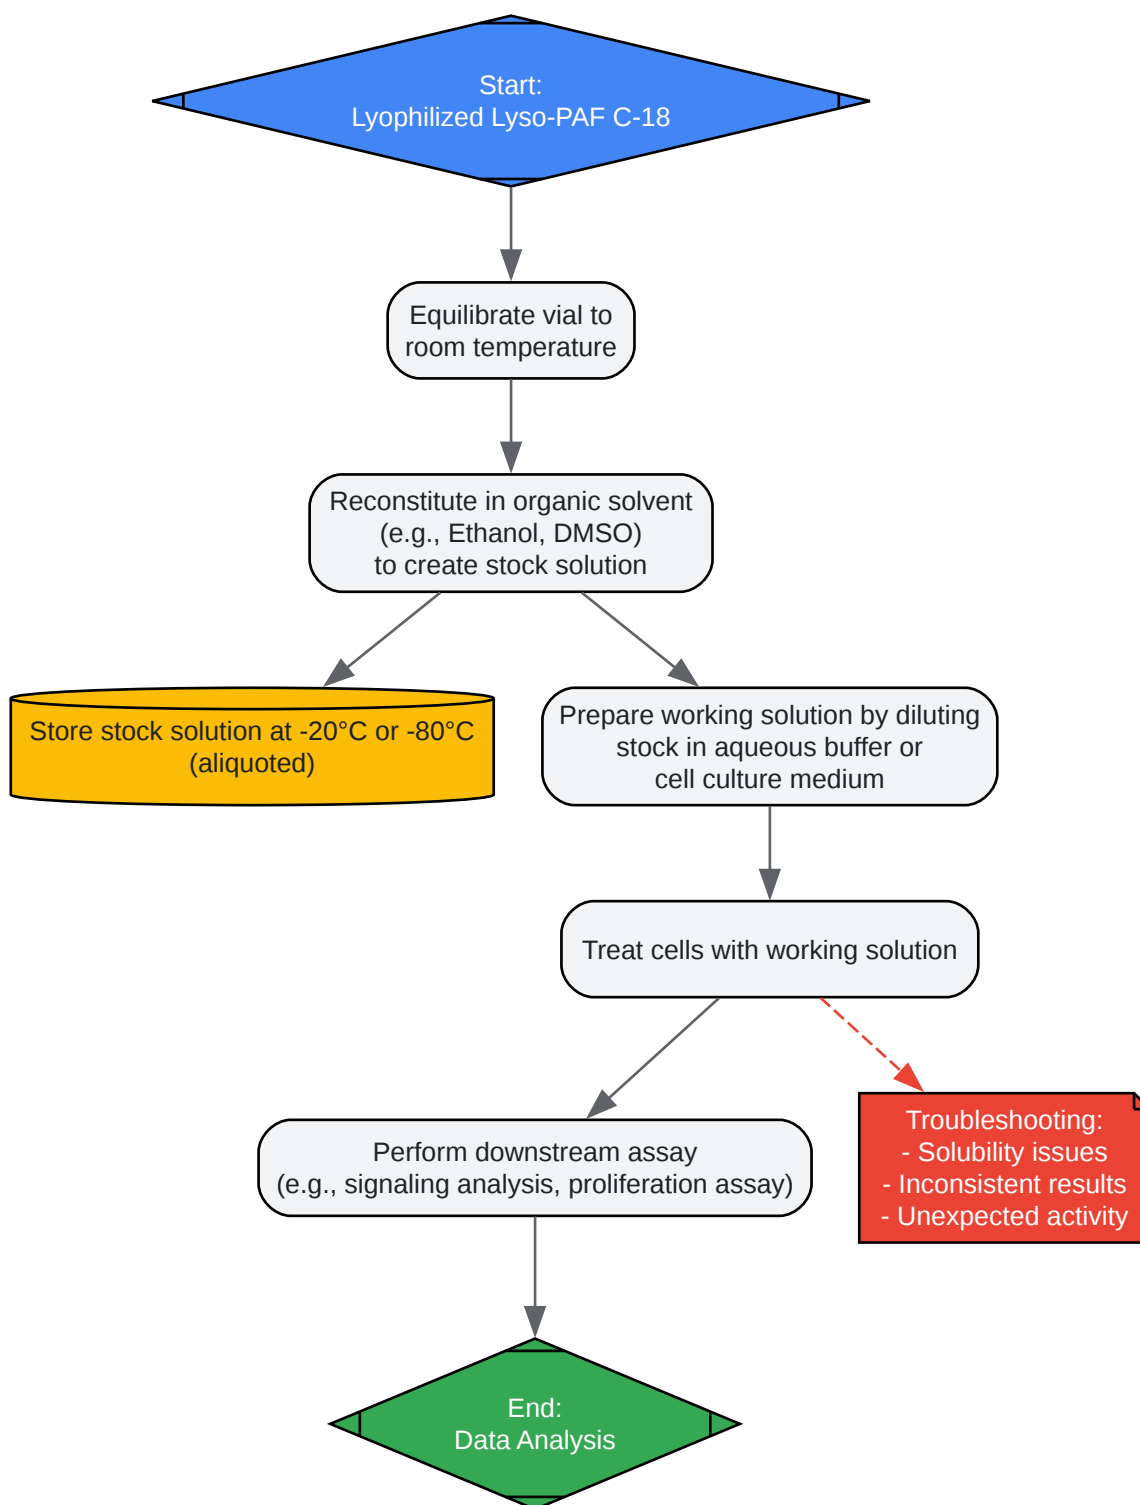 Start:
Lyophilized Lyso-PAF C-18
Equilibrate vial to
room temperature
Reconstitute in organic solvent
(e.g., Ethanol, DMSO)
to create stock solution
Store stock solution at -20°C or -80°C
(aliquoted)
Prepare working solution by diluting
stock in aqueous buffer or
cell culture medium
Treat cells with working solution
Perform downstream assay
(e.g., signaling analysis, proliferation assay)
Troubleshooting:
- Solubility issues
- Inconsistent results
- Unexpected activity
End:
Data Analysis